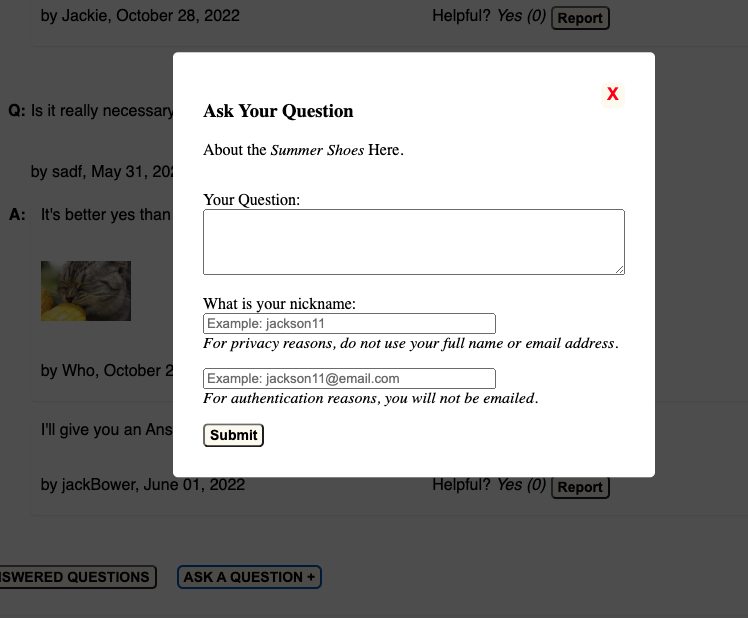 by Jackie, October 28, 2022 Helpful? Yes (0) Report
X
Ask Your Question
Q: Is it really necessary
About the Summer Shoes Here.
by sadf, May 31, 202
Your Question:
A: It's better yes than
What is your nickname:
Example: jackson11
For privacy reasons, do not use your full name or email address.
by Who, October 2
Example: jackson11@email.com
For authentication reasons, you will not be emailed.
I'll give you an Ans
Submit
by jackBower, June 01, 2022 Helpful? Yes (0) Report
SWERED QUESTIONS ASK A QUESTION +